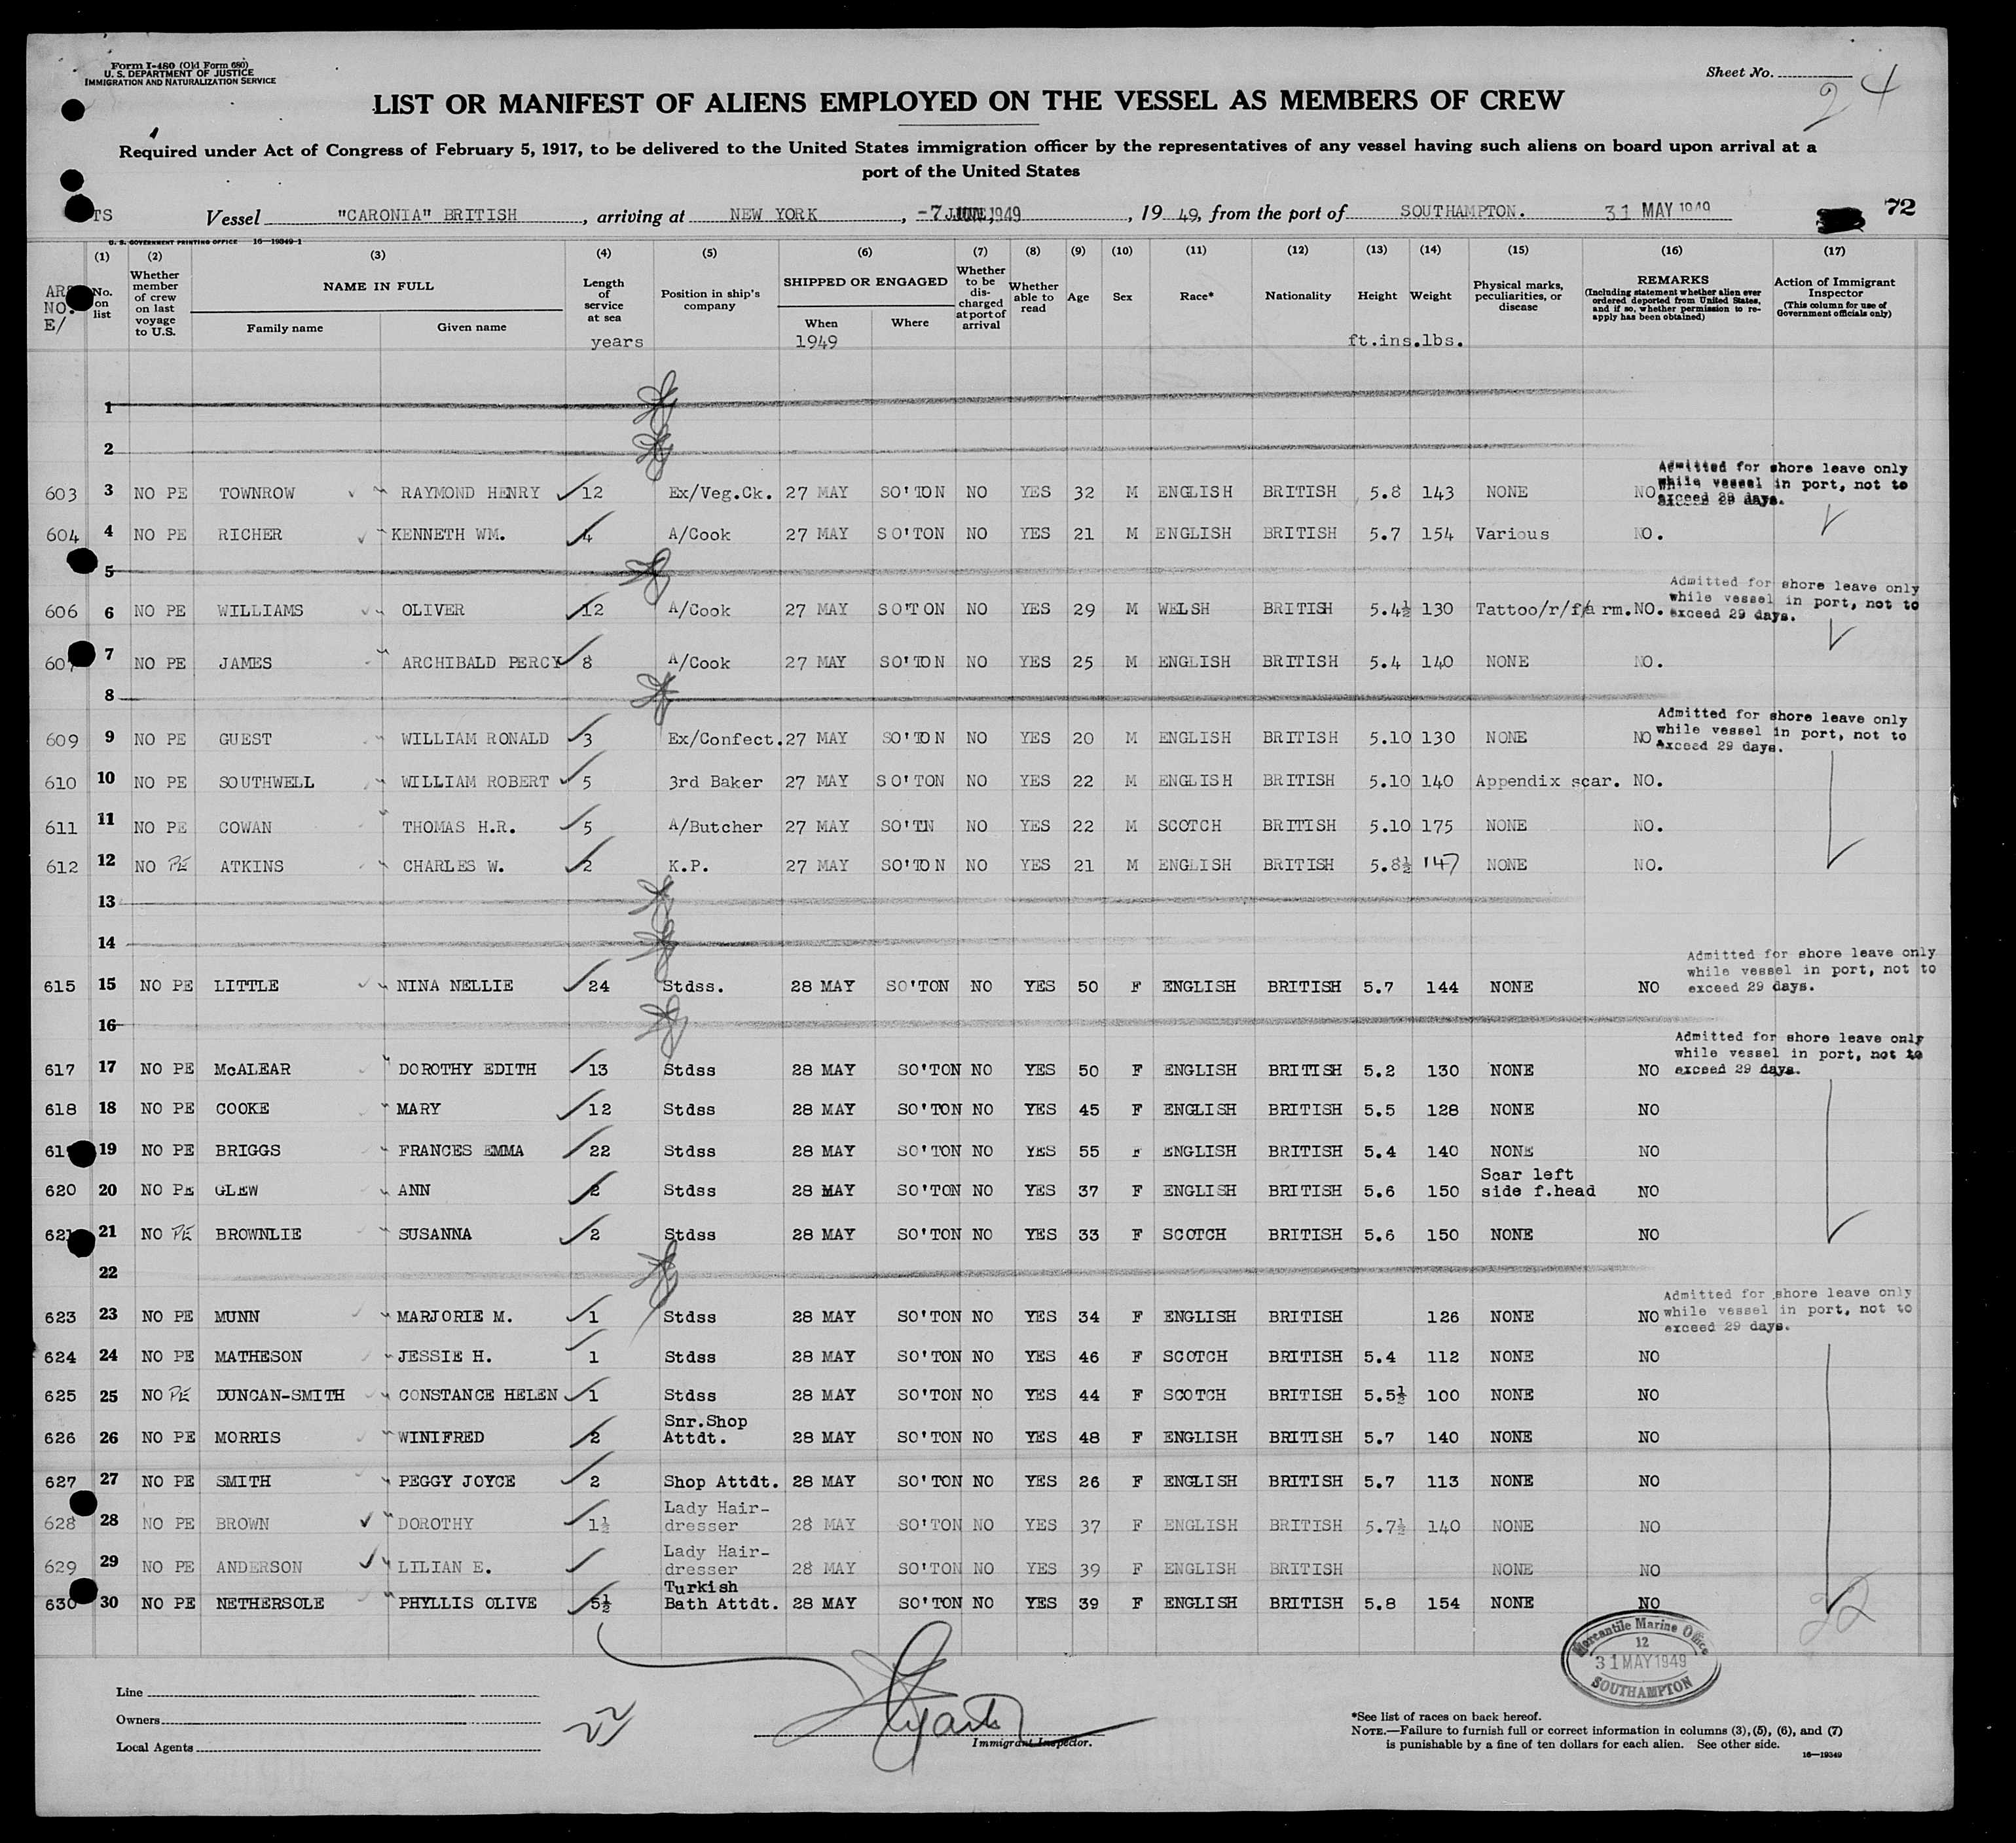 Form I-480 (Old Form 680)
U. S. DEPARTMENT OF JUSTICE
IMMIGRATION AND NATURALIZATION SERVICE
Sheet No.
24
LIST OR MANIFEST OF ALIENS EMPLOYED ON THE VESSEL AS MEMBERS OF CREW
Required under Act of Congress of February 5, 1917, to be delivered to the United States immigration officer by the representatives of any vessel having such aliens on board upon arrival at a
port of the United States
TS Vessel "CARONIA" BRITISH, arriving at NEW YORK, -7 JUNE 1949, 19 49, from the port of SOUTHAMPTON. 31 MAY 1949 72
U. S. GOVERNMENT PRINTING OFFICE 16—19349-1
(1) (2) (3) (4) (5) (6) (7) (8) (9) (10) (11) (12) (13) (14) (15) (16) (17)
NO. E/ No. on list Whether member of crew on last voyage to U.S. NAME IN FULL Family name Given name Length of service at sea Position in ship's company SHIPPED OR ENGAGED When Where Whether to be discharged at port of arrival Whether able to read Age Sex Race* Nationality Height Weight Physical marks, peculiarities, or disease REMARKS (Including statement whether alien ever ordered deported from United States, and if so, whether permission to reapply has been obtained) Action of Immigrant Inspector (This column for use of Government officials only)
years 1949 ft.ins.lbs.
1
2
Admitted for shore leave only while vessel in port, not to exceed 29 days.
603 3 NO PE TOWNROW RAYMOND HENRY 12 Ex/Veg.Ck. 27 MAY SO'TON NO YES 32 M ENGLISH BRITISH 5.8 143 NONE NO
604 4 NO PE RICHER KENNETH WM. 4 A/Cook 27 MAY SO'TON NO YES 21 M ENGLISH BRITISH 5.7 154 Various NO.
5
Admitted for shore leave only while vessel in port, not to exceed 29 days.
606 6 NO PE WILLIAMS OLIVER 12 A/Cook 27 MAY SO'TON NO YES 29 M WELSH BRITISH 5.4½ 130 Tattoo/r/f/arm. NO.
607 7 NO PE JAMES ARCHIBALD PERCY 8 A/Cook 27 MAY SO'TON NO YES 25 M ENGLISH BRITISH 5.4 140 NONE NO.
8
Admitted for shore leave only while vessel in port, not to exceed 29 days.
609 9 NO PE GUEST WILLIAM RONALD 3 Ex/Confect. 27 MAY SO'TON NO YES 20 M ENGLISH BRITISH 5.10 130 NONE NO
610 10 NO PE SOUTHWELL WILLIAM ROBERT 5 3rd Baker 27 MAY SO'TON NO YES 22 M ENGLISH BRITISH 5.10 140 Appendix scar. NO.
611 11 NO PE COWAN THOMAS H.R. 5 A/Butcher 27 MAY SO'TN NO YES 22 M SCOTCH BRITISH 5.10 175 NONE NO.
612 12 NO PE ATKINS CHARLES W. 2 K.P. 27 MAY SO'TON NO YES 21 M ENGLISH BRITISH 5.8½ 147 NONE NO.
13
14
Admitted for shore leave only while vessel in port, not to exceed 29 days.
615 15 NO PE LITTLE NINA NELLIE 24 Stdss. 28 MAY SO'TON NO YES 50 F ENGLISH BRITISH 5.7 144 NONE NO
16
Admitted for shore leave only while vessel in port, not to exceed 29 days.
617 17 NO PE McALEAR DOROTHY EDITH 13 Stdss 28 MAY SO'TON NO YES 50 F ENGLISH BRITISH 5.2 130 NONE NO
618 18 NO PE COOKE MARY 12 Stdss 28 MAY SO'TON NO YES 45 F ENGLISH BRITISH 5.5 128 NONE NO
619 19 NO PE BRIGGS FRANCES EMMA 22 Stdss 28 MAY SO'TON NO YES 55 F ENGLISH BRITISH 5.4 140 NONE NO
620 20 NO PE GLEW ANN 2 Stdss 28 MAY SO'TON NO YES 37 F ENGLISH BRITISH 5.6 150 Scar left side f.head NO
621 21 NO PE BROWNLIE SUSANNA 2 Stdss 28 MAY SO'TON NO YES 33 F SCOTCH BRITISH 5.6 150 NONE NO
22
Admitted for shore leave only while vessel in port, not to exceed 29 days.
623 23 NO PE MUNN MARJORIE M. 1 Stdss 28 MAY SO'TON NO YES 34 F ENGLISH BRITISH 126 NONE NO
624 24 NO PE MATHESON JESSIE H. 1 Stdss 28 MAY SO'TON NO YES 46 F SCOTCH BRITISH 5.4 112 NONE NO
625 25 NO PE DUNCAN-SMITH CONSTANCE HELEN 1 Stdss 28 MAY SO'TON NO YES 44 F SCOTCH BRITISH 5.5½ 100 NONE NO
626 26 NO PE MORRIS WINIFRED 2 Snr.Shop Attdt. 28 MAY SO'TON NO YES 48 F ENGLISH BRITISH 5.7 140 NONE NO
627 27 NO PE SMITH PEGGY JOYCE 2 Shop Attdt. 28 MAY SO'TON NO YES 26 F ENGLISH BRITISH 5.7 113 NONE NO
628 28 NO PE BROWN DOROTHY 1½ Lady Hair-dresser 28 MAY SO'TON NO YES 37 F ENGLISH BRITISH 5.7½ 140 NONE NO
629 29 NO PE ANDERSON LILIAN E. Lady Hair-dresser 28 MAY SO'TON NO YES 39 F ENGLISH BRITISH NONE NO
630 30 NO PE NETHERSOLE PHYLLIS OLIVE 5½ Turkish Bath Attdt. 28 MAY SO'TON NO YES 39 F ENGLISH BRITISH 5.8 154 NONE NO
22
Mercantile Marine Office
12
31 MAY 1949
SOUTHAMPTON
Line
Owners
Local Agents
22
Immigrant Inspector.
*See list of races on back hereof.
NOTE.—Failure to furnish full or correct information in columns (3), (5), (6), and (7)
is punishable by a fine of ten dollars for each alien. See other side.
16—19349